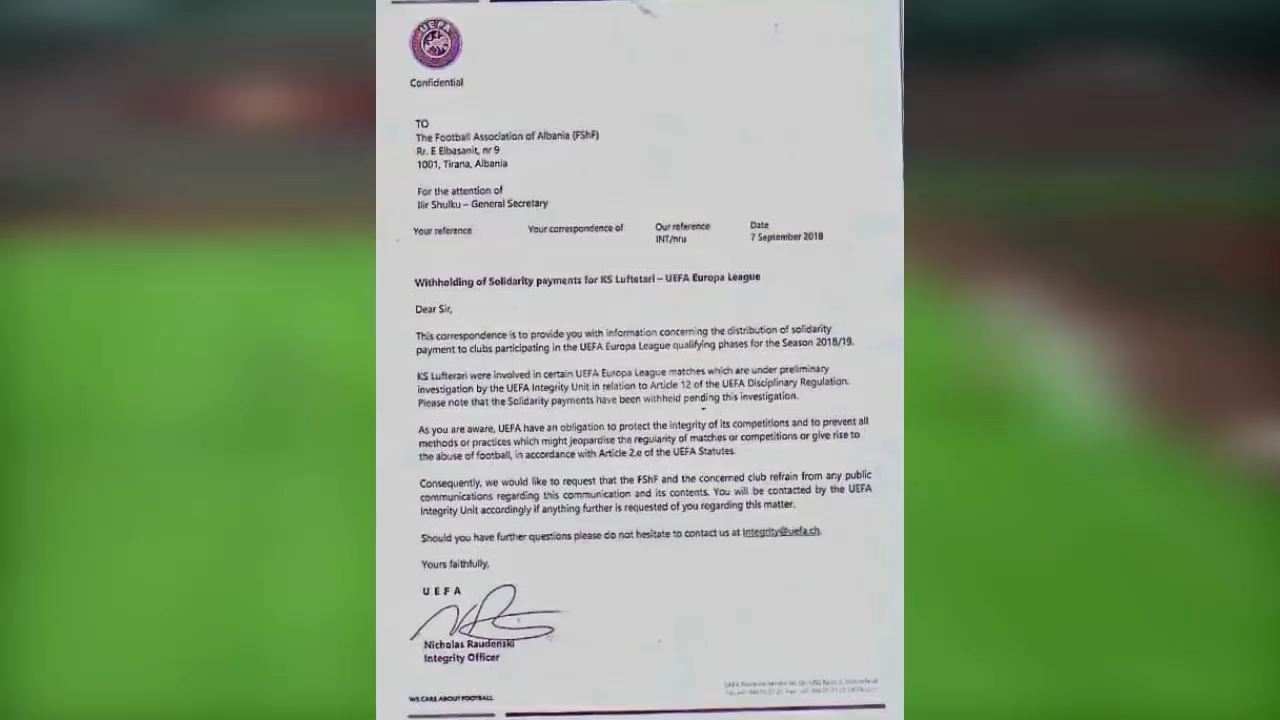 UEFA
Confidential
TO
The Football Association of Albania (FShF)
Rr. E Elbasanit, nr 9
1001, Tirana, Albania
For the attention of
Ilir Shulku – General Secretary
Your reference Your correspondence of Our reference Date
INT/nru 7 September 2018
Withholding of Solidarity payments for KS Luftetari – UEFA Europa League
Dear Sir,
This correspondence is to provide you with information concerning the distribution of solidarity
payment to clubs participating in the UEFA Europa League qualifying phases for the Season 2018/19.
KS Lufterari were involved in certain UEFA Europa League matches which are under preliminary
investigation by the UEFA Integrity Unit in relation to Article 12 of the UEFA Disciplinary Regulation.
Please note that the Solidarity payments have been withheld pending this investigation.
As you are aware, UEFA have an obligation to protect the integrity of its competitions and to prevent all
methods or practices which might jeopardise the regularity of matches or competitions or give rise to
the abuse of football, in accordance with Article 2.e of the UEFA Statutes.
Consequently, we would like to request that the FShF and the concerned club refrain from any public
communications regarding this communication and its contents. You will be contacted by the UEFA
Integrity Unit accordingly if anything further is requested of you regarding this matter.
Should you have further questions please do not hesitate to contact us at Integrity@uefa.ch.
Yours faithfully,
UEFA
Nicholas Raudenski
Integrity Officer
WE CARE ABOUT FOOTBALL